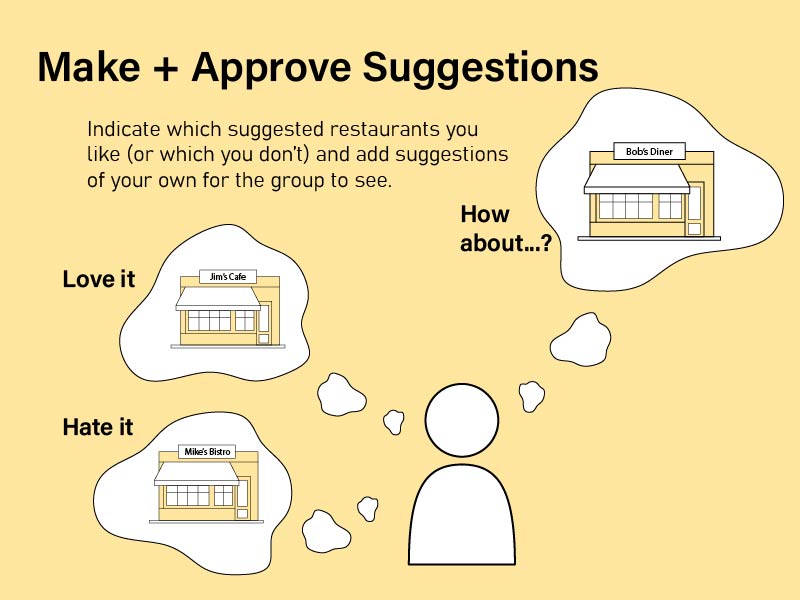 Make + Approve Suggestions
Indicate which suggested restaurants you
like (or which you don't) and add suggestions
of your own for the group to see.
Bob's Diner
How
about...?
Love it
Jim's Cafe
Hate it
Mike's Bistro